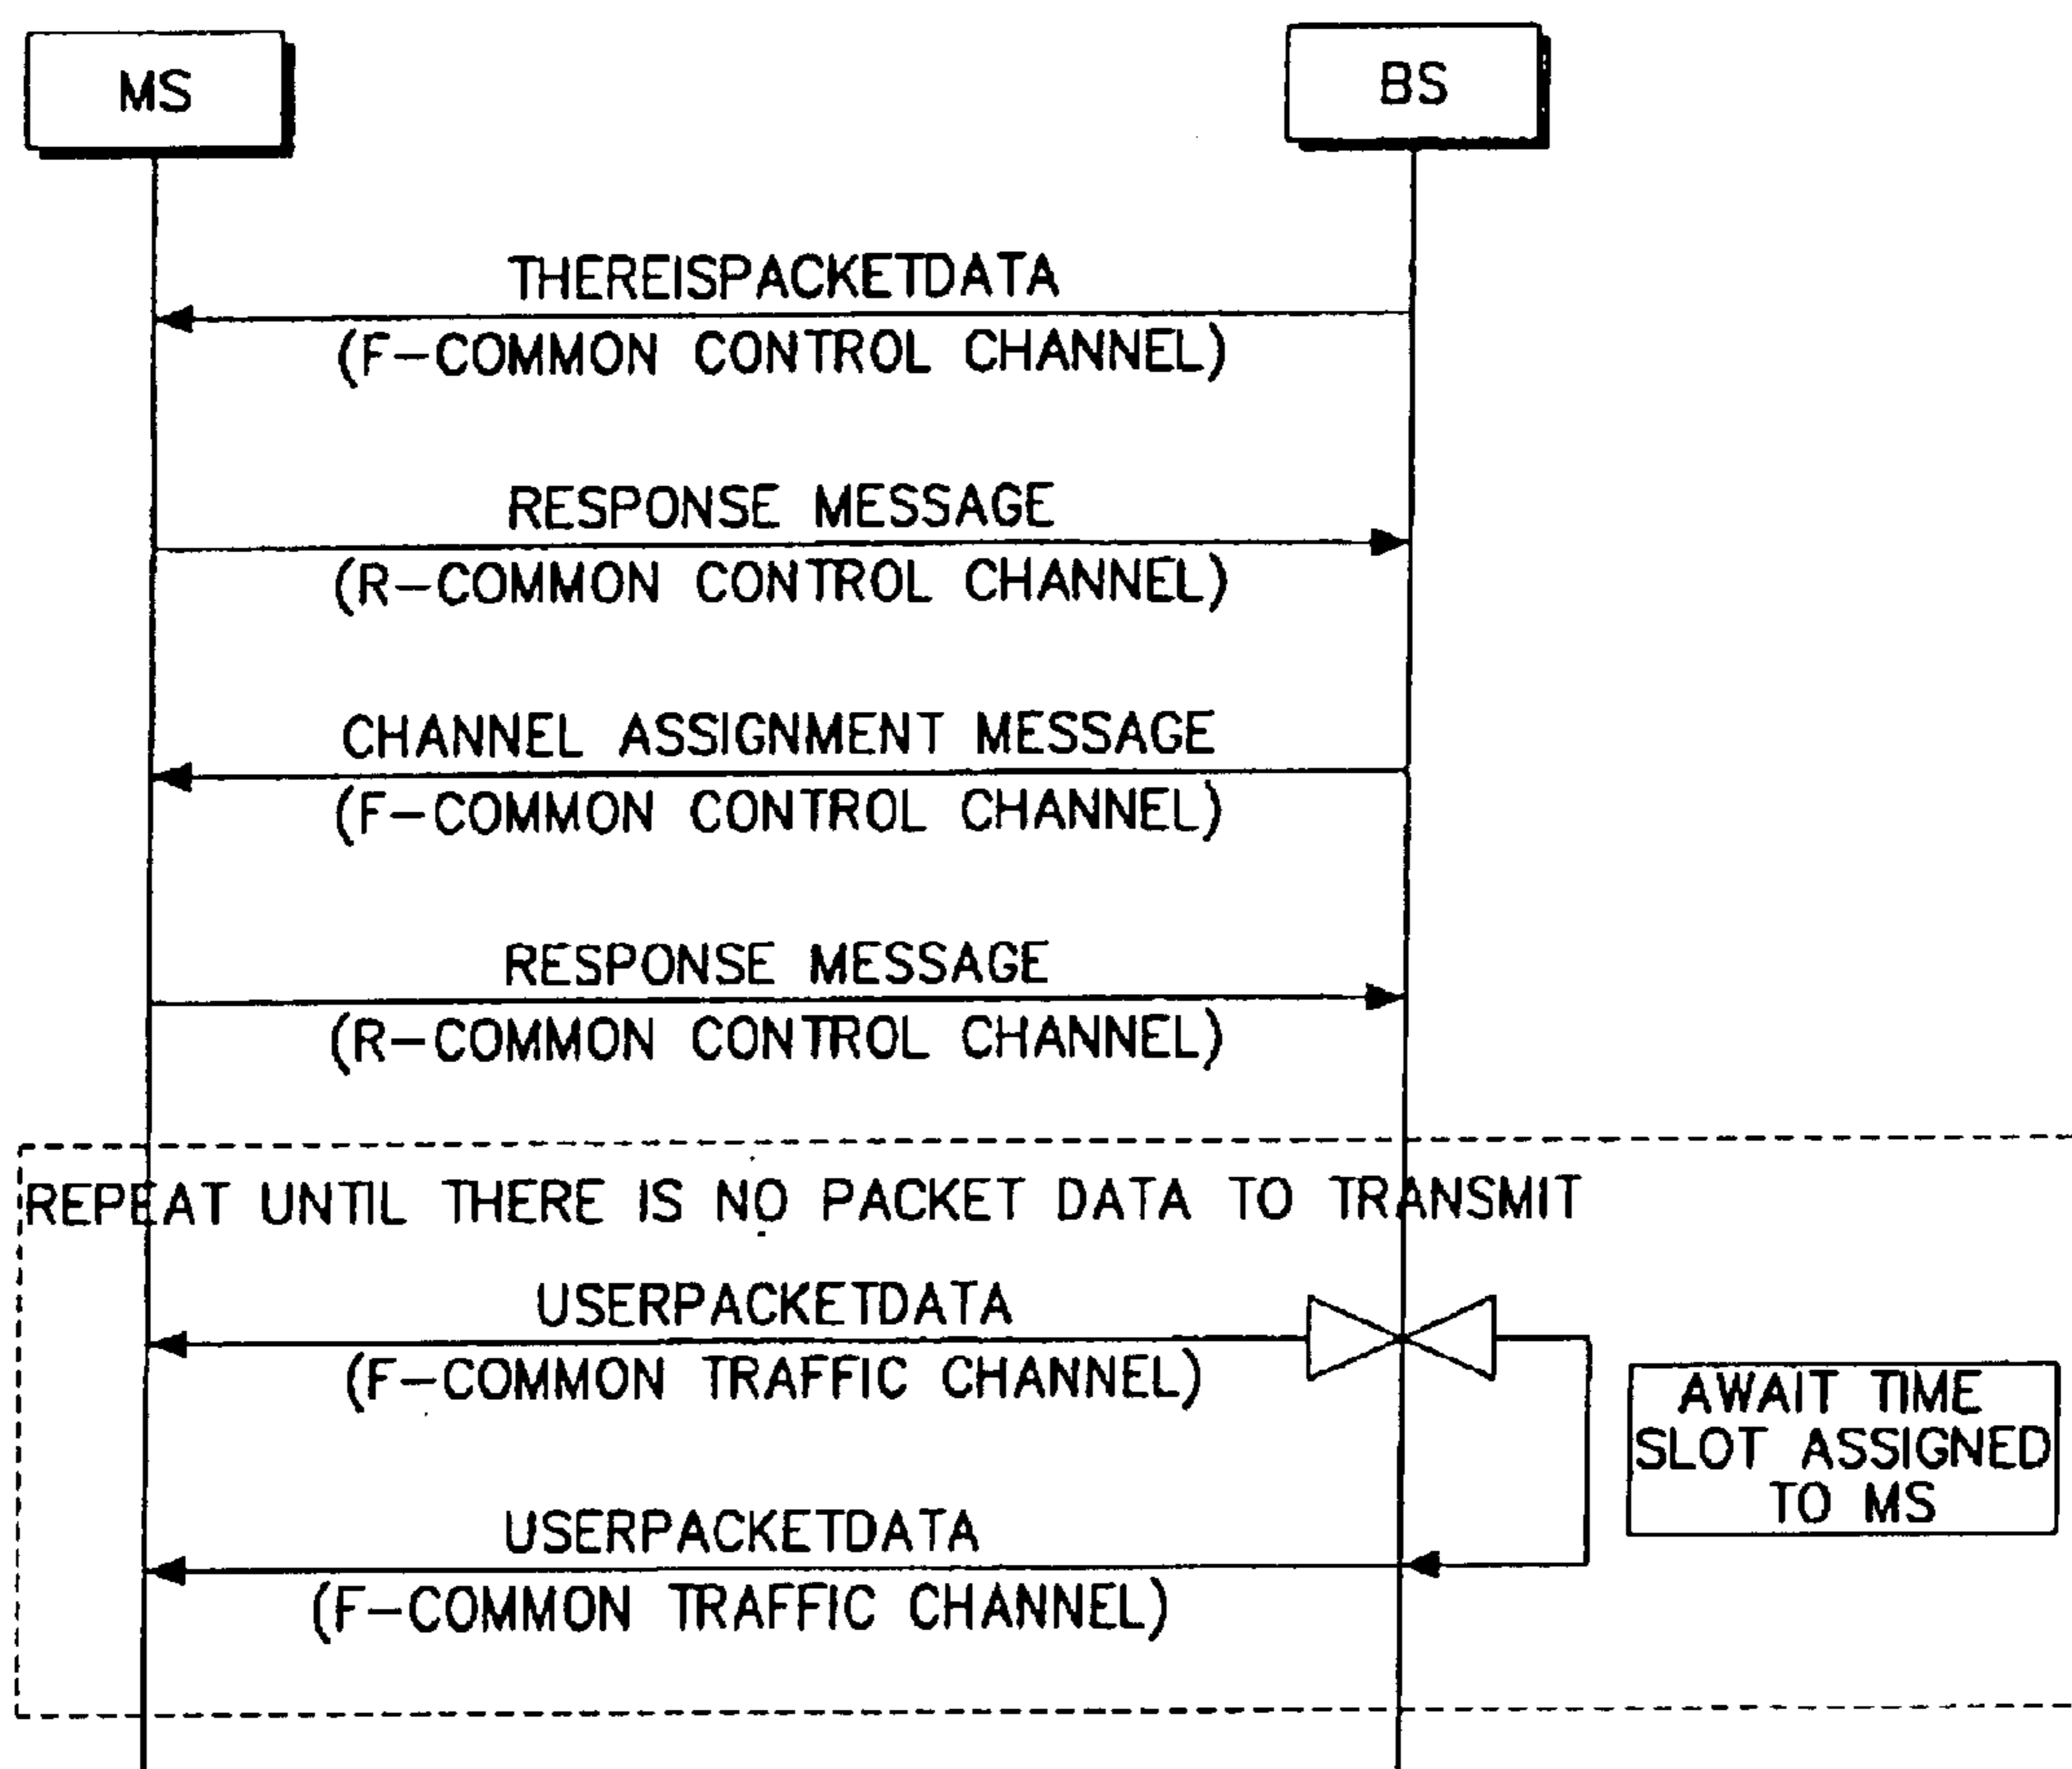 MS
BS
THEREISPACKETDATA
(F-COMMON CONTROL CHANNEL)
RESPONSE MESSAGE
(R-COMMON CONTROL CHANNEL)
CHANNEL ASSIGNMENT MESSAGE
(F-COMMON CONTROL CHANNEL)
RESPONSE MESSAGE
(R-COMMON CONTROL CHANNEL)
REPEAT UNTIL THERE IS NO PACKET DATA TO TRANSMIT
USERPACKETDATA
(F-COMMON TRAFFIC CHANNEL)
AWAIT TIME
SLOT ASSIGNED
TO MS
USERPACKETDATA
(F-COMMON TRAFFIC CHANNEL)